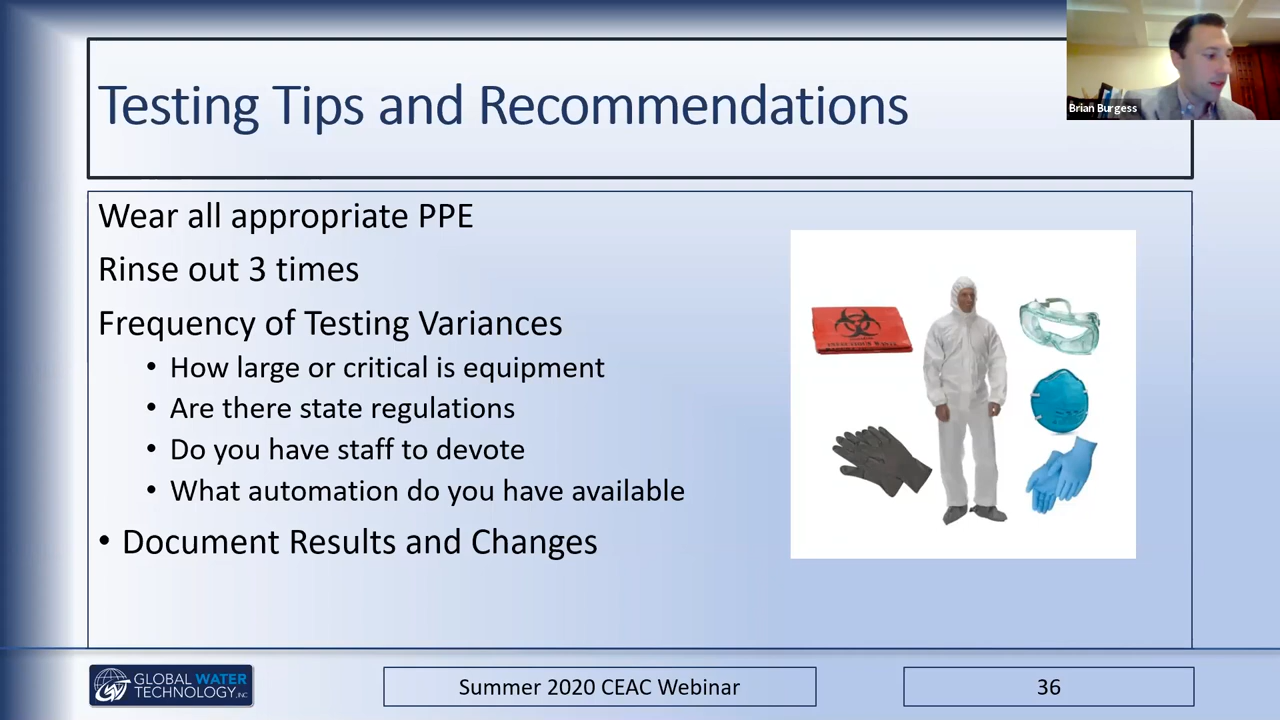 Testing Tips and Recommendations
Brian Burgess
Wear all appropriate PPE
Rinse out 3 times
Frequency of Testing Variances
• How large or critical is equipment
• Are there state regulations
• Do you have staff to devote
• What automation do you have available
• Document Results and Changes
GLOBAL WATER
TECHNOLOGY, INC
Summer 2020 CEAC Webinar
36